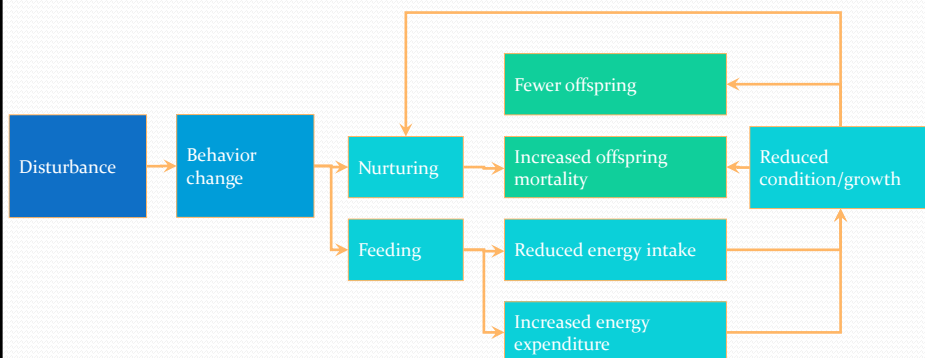 Disturbance
Behavior
change
Nurturing
Feeding
Fewer offspring
Increased offspring
mortality
Reduced energy intake
Increased energy
expenditure
Reduced
condition/growth